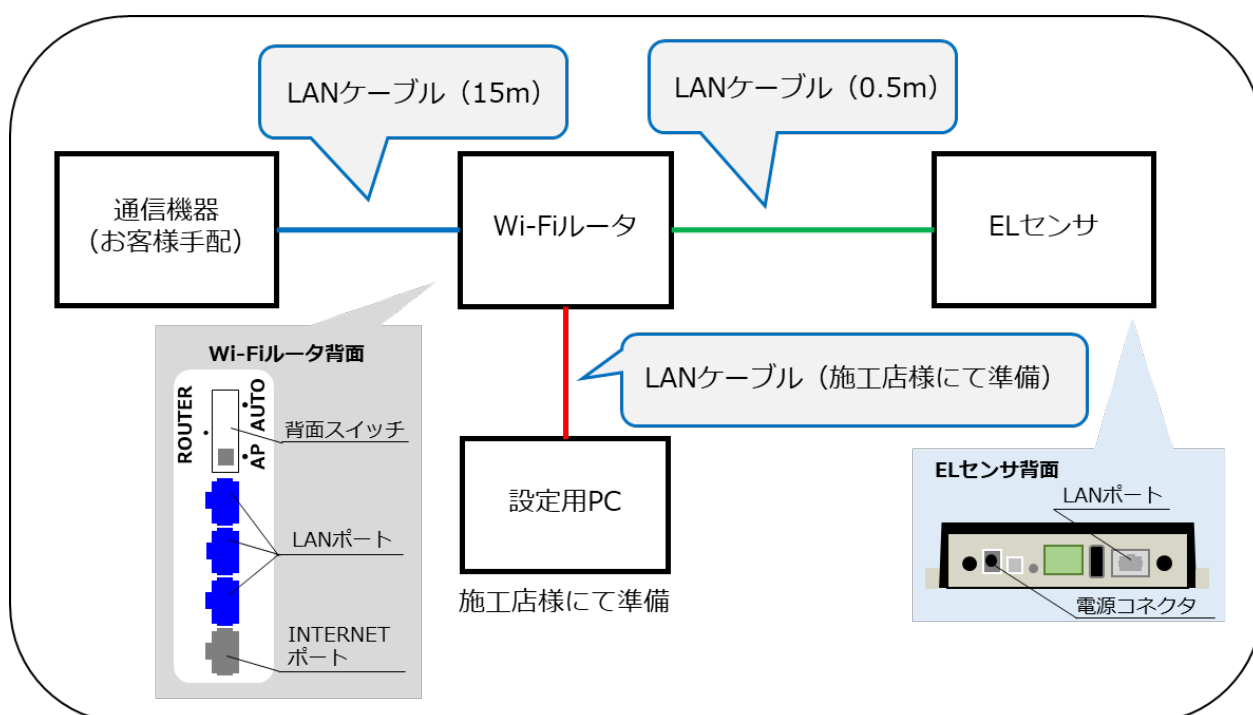 LANケーブル（15m）
LANケーブル（0.5m）
通信機器
（お客様手配）
Wi-Fiルータ
ELセンサ
Wi-Fiルータ背面
ROUTER
AUTO
AP
背面スイッチ
LANポート
INTERNET
ポート
LANケーブル（施工店様にて準備）
設定用PC
施工店様にて準備
ELセンサ背面
LANポート
電源コネクタ